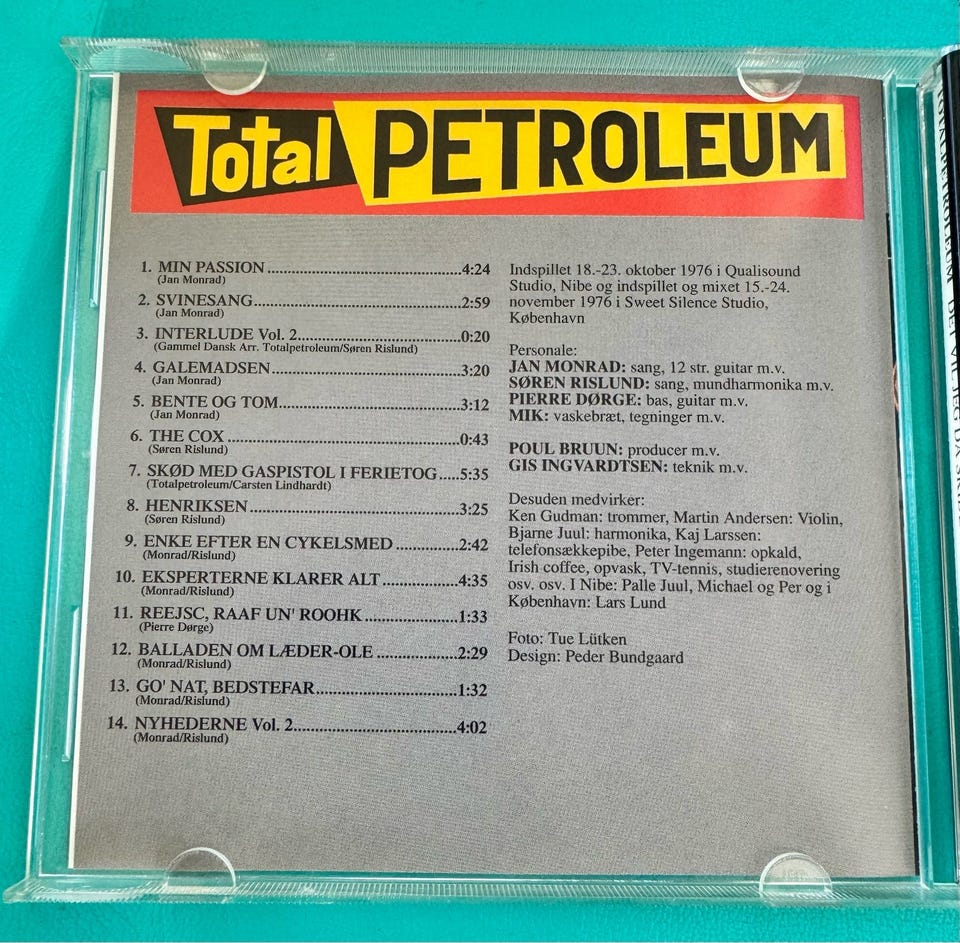 Total PETROLEUM
1. MIN PASSION..........4:24
(Jan Monrad)
2. SVINESANG..........2:59
(Jan Monrad)
3. INTERLUDE Vol. 2..........0:20
(Gammel Dansk Arr. Totalpetroleum/Søren Rislund)
4. GALEMADSEN..........3:20
(Jan Monrad)
5. BENTE OG TOM..........3:12
(Jan Monrad)
6. THE COX..........0:43
(Søren Rislund)
7. SKØD MED GASPISTOL I FERIETOG.....5:35
(Totalpetroleum/Carsten Lindhardt)
8. HENRIKSEN..........3:25
(Søren Rislund)
9. ENKE EFTER EN CYKELSMED..........2:42
(Monrad/Rislund)
10. EKSPERTERNE KLARER ALT..........4:35
(Monrad/Rislund)
11. REEJSC, RAAF UN' ROOHK..........1:33
(Pierre Dørge)
12. BALLADEN OM LÆDER-OLE..........2:29
(Monrad/Rislund)
13. GO' NAT, BEDSTEFAR..........1:32
(Monrad/Rislund)
14. NYHEDERNE Vol. 2..........4:02
(Monrad/Rislund)
Indspillet 18.-23. oktober 1976 i Qualisound
Studio, Nibe og indspillet og mixet 15.-24.
november 1976 i Sweet Silence Studio,
København
Personale:
JAN MONRAD: sang, 12 str. guitar m.v.
SØREN RISLUND: sang, mundharmonika m.v.
PIERRE DØRGE: bas, guitar m.v.
MIK: vaskebræt, tegninger m.v.
POUL BRUUN: producer m.v.
GIS INGVARDTSEN: teknik m.v.
Desuden medvirker:
Ken Gudman: trommer, Martin Andersen: Violin,
Bjarne Juul: harmonika, Kaj Larssen:
telefonsækkepibe, Peter Ingemann: opkald,
Irish coffee, opvask, TV-tennis, studierenovering
osv. osv. I Nibe: Palle Juul, Michael og Per og i
København: Lars Lund
Foto: Tue Lütken
Design: Peder Bundgaard